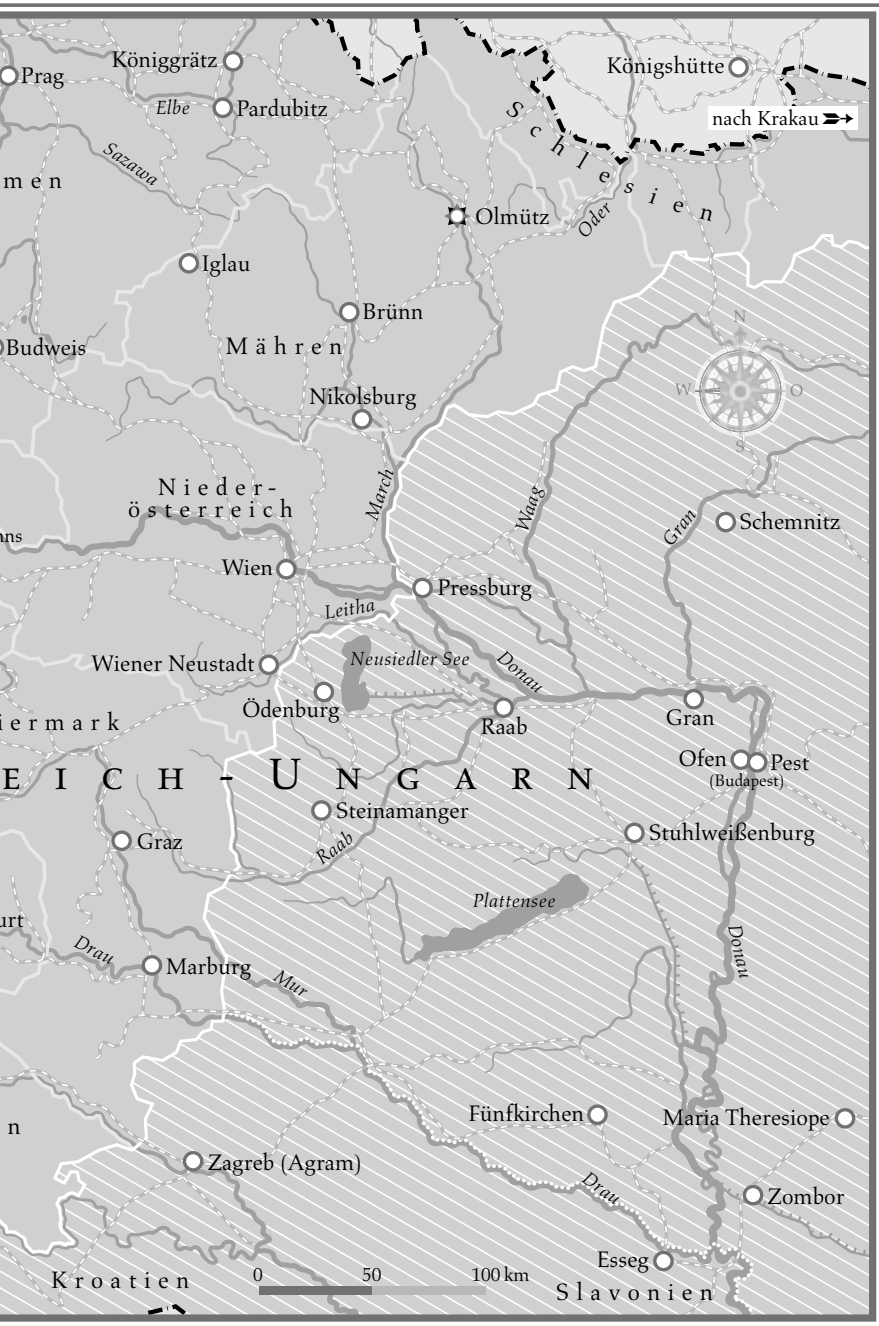 Königgrätz
Prag
Königshütte
Elbe
Pardubitz
nach Krakau
Sazawa
Schlesien
men
Olmütz
Oder
Iglau
Brünn
N
Mähren
Budweis
W
O
Nikolsburg
S
Nieder-
österreich
March
Waag
Gran
Schemnitz
ns
Wien
Pressburg
Leitha
Wiener Neustadt
Neusiedler See
Donau
Ödenburg
Raab
Gran
iermark
Ofen
Pest
(Budapest)
EICH-UNGARN
Steinamanger
Stuhlweißenburg
Graz
Raab
Plattensee
urt
Drau
Donau
Marburg
Mur
Fünfkirchen
Maria Theresiope
n
Zagreb (Agram)
Drau
Zombor
Esseg
Kroatien
0 50 100 km
Slavonien